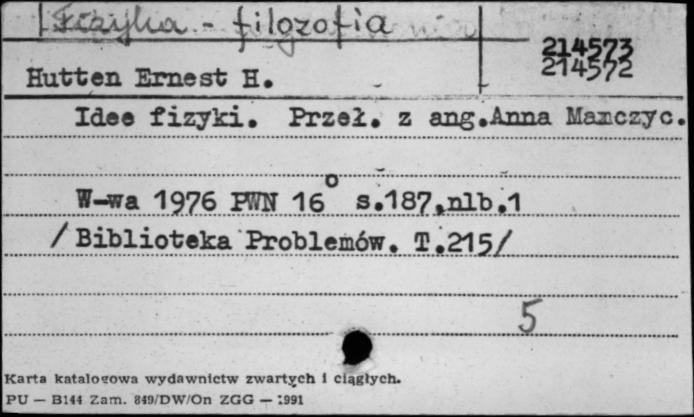 Fizyka - filozofia
214573
214572
Hutten Ernest H.
Idee fizyki. Przeł. z ang. Anna Manczyc.
W-wa 1976 PWN 16° s.187,nlb.1
/Biblioteka Problemów. T.215/
5
Karta katalogowa wydawnictw zwartych i ciągłych.
PU — B144 Zam. 849/DW/On ZGG — 1991